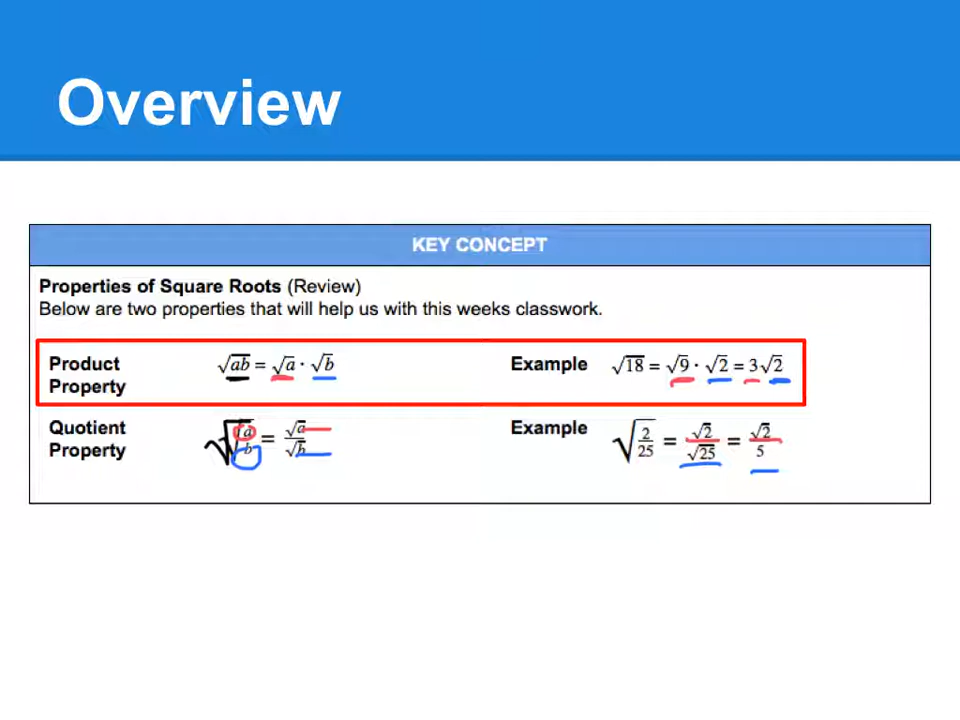 Overview
KEY CONCEPT
Properties of Square Roots (Review)
Below are two properties that will help us with this weeks classwork.
Product Property √ab = √a · √b Example √18 = √9 · √2 = 3√2
Quotient Property √(a/b) = √a/√b Example √(2/25) = √2/√25 = √2/5